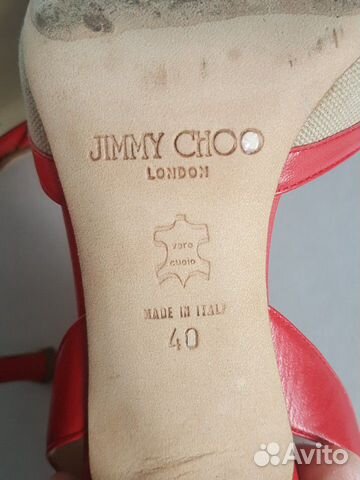 JIMMY CHOO
LONDON
vero
cuoio
MADE IN ITALY
40
Avito